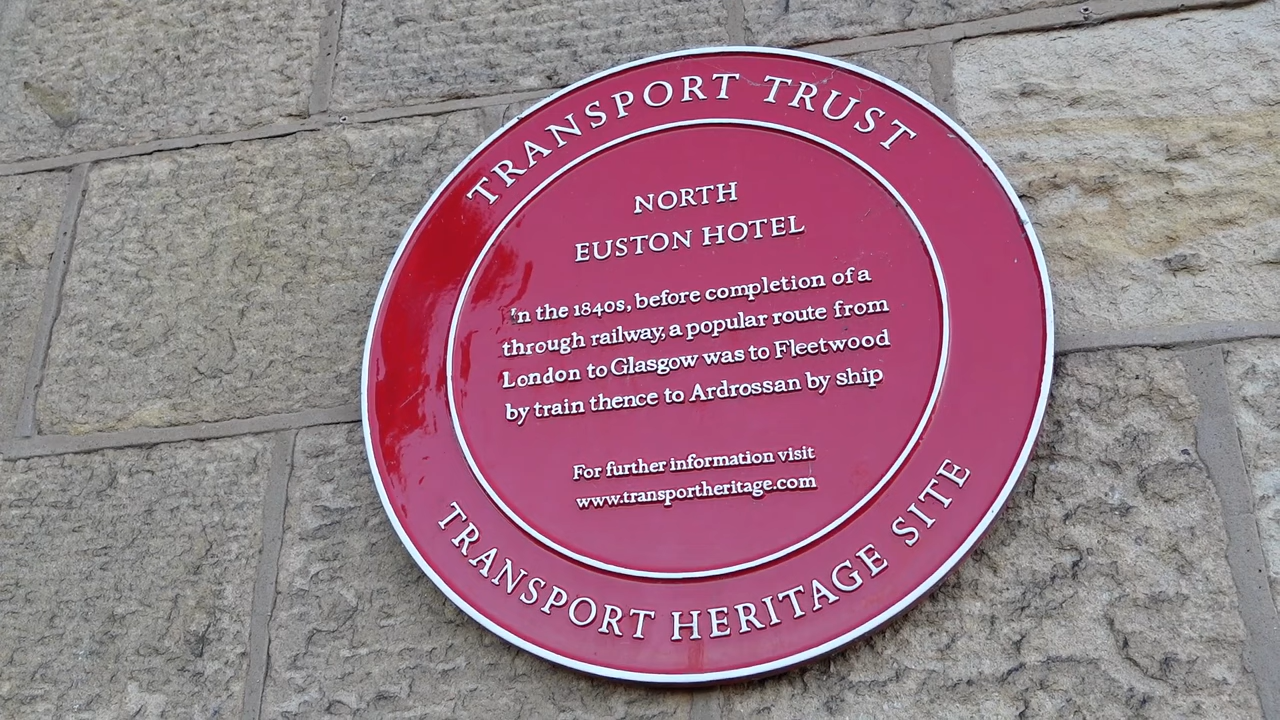 TRANSPORT TRUST
NORTH
EUSTON HOTEL
In the 1840s, before completion of a
through railway, a popular route from
London to Glasgow was to Fleetwood
by train thence to Ardrossan by ship
For further information visit
www.transportheritage.com
TRANSPORT HERITAGE SITE